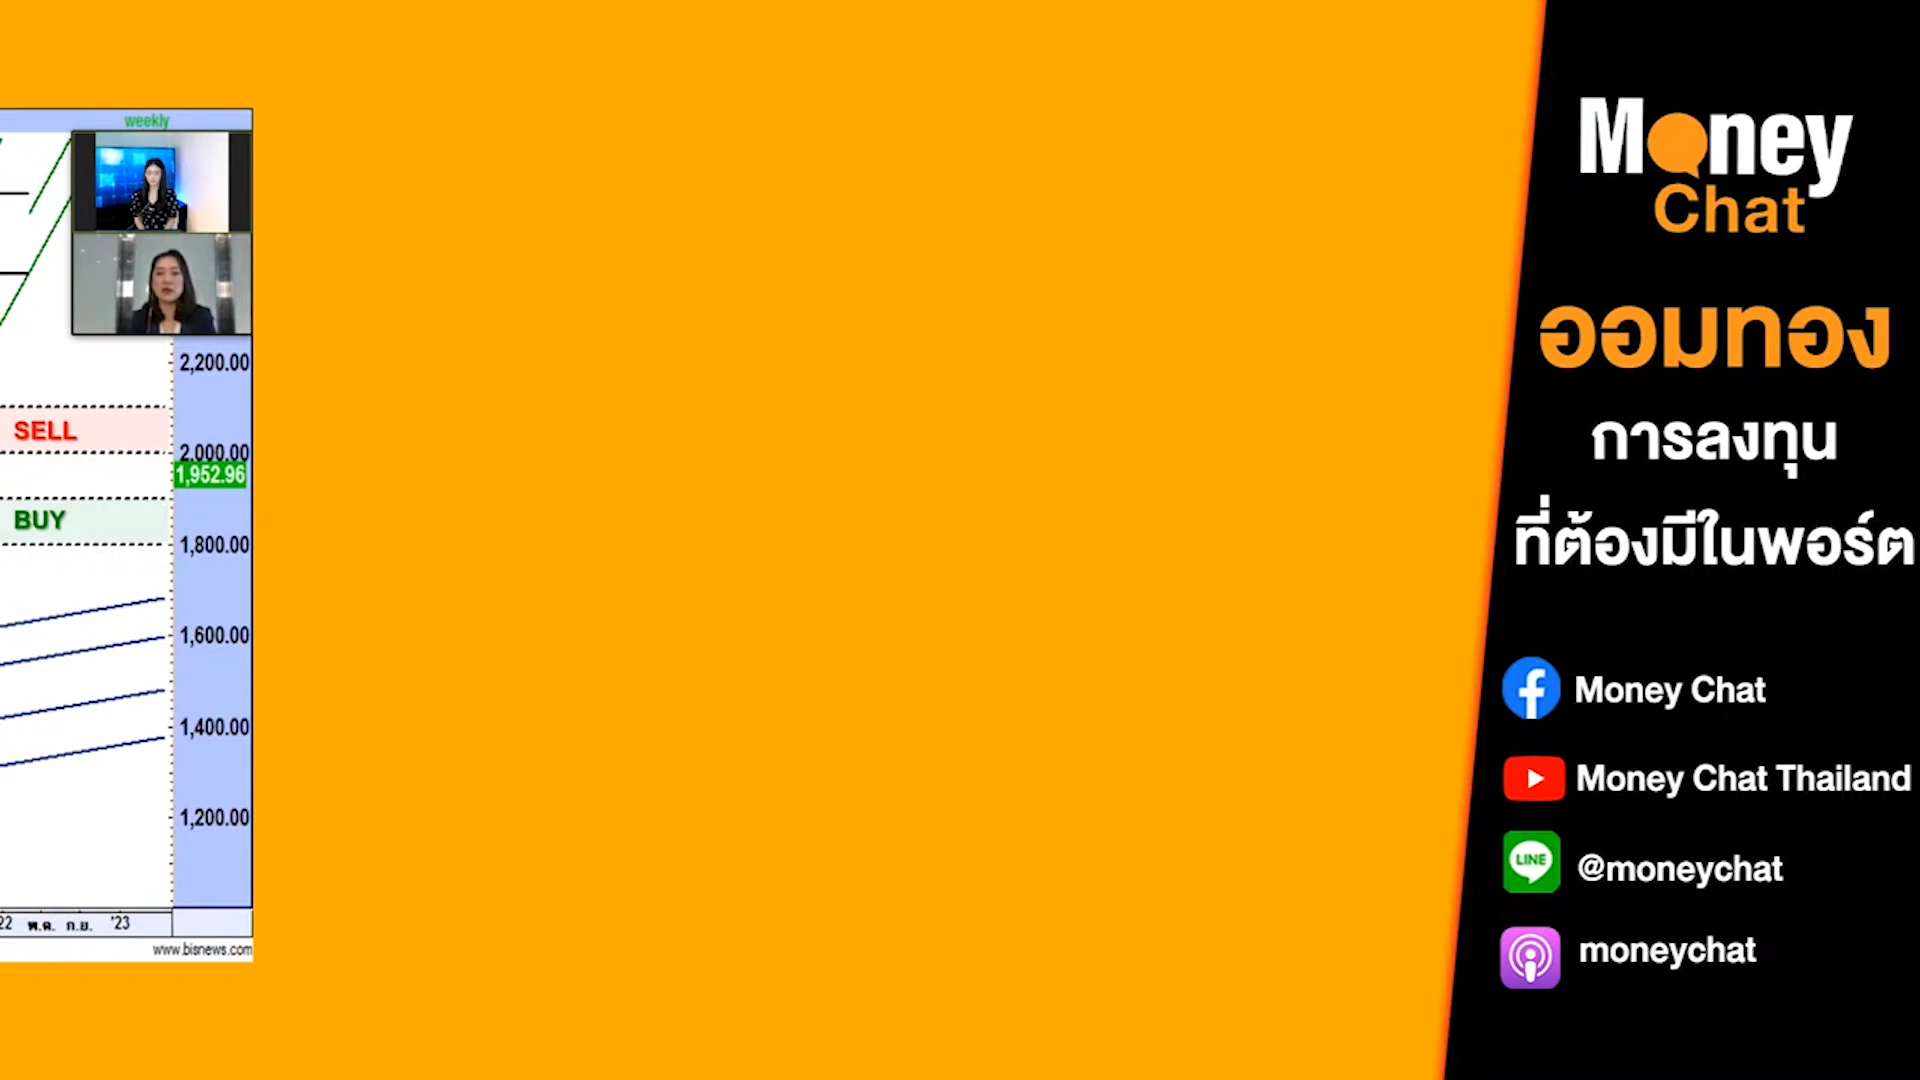 weekly
2,200.00
SELL
2,000.00
1,952.96
BUY
1,800.00
1,600.00
1,400.00
1,200.00
22 พ.ค. ก.ย. '23
www.bisnews.com
Money
Chat
ออมทอง
การลงทุน
ที่ต้องมีในพอร์ต
Money Chat
Money Chat Thailand
LINE
@moneychat
moneychat